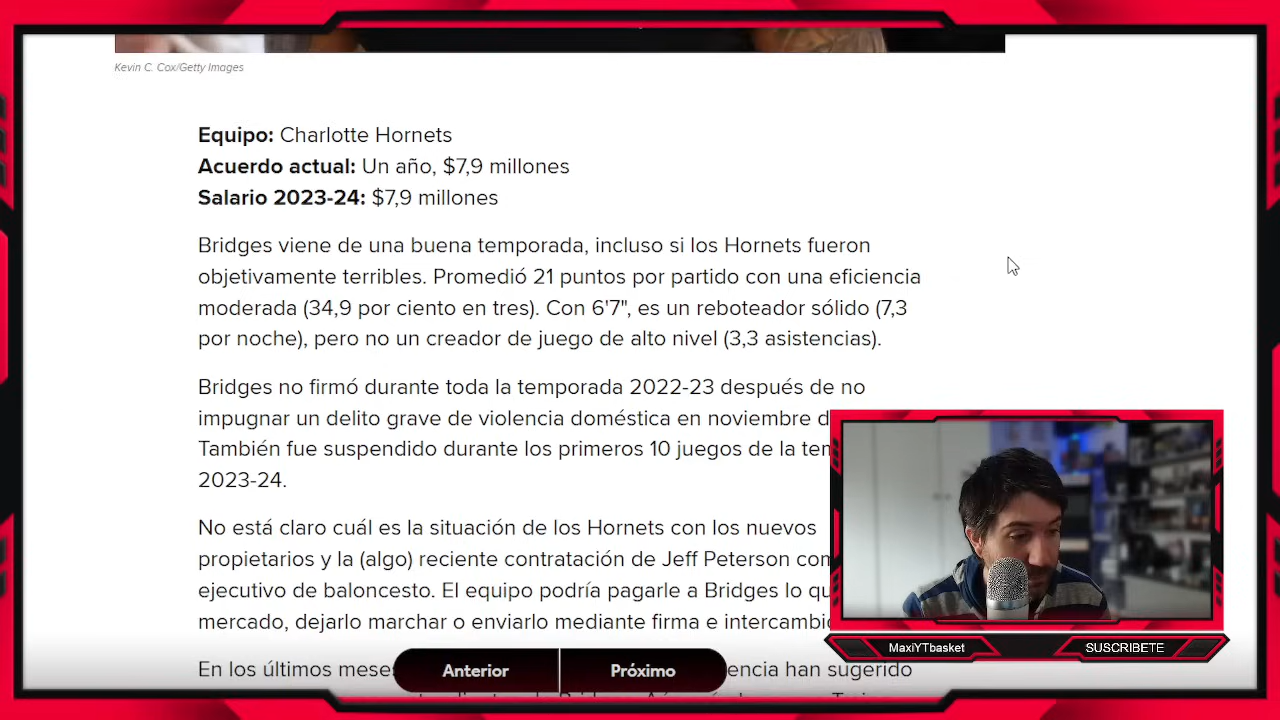 Kevin C. Cox/Getty Images
Equipo: Charlotte Hornets
Acuerdo actual: Un año, $7,9 millones
Salario 2023-24: $7,9 millones
Bridges viene de una buena temporada, incluso si los Hornets fueron
objetivamente terribles. Promedió 21 puntos por partido con una eficiencia
moderada (34,9 por ciento en tres). Con 6'7", es un reboteador sólido (7,3
por noche), pero no un creador de juego de alto nivel (3,3 asistencias).
Bridges no firmó durante toda la temporada 2022-23 después de no
impugnar un delito grave de violencia doméstica en noviembre
También fue suspendido durante los primeros 10 juegos de la
2023-24.
No está claro cuál es la situación de los Hornets con los nuevos
propietarios y la (algo) reciente contratación de Jeff Peterson
ejecutivo de baloncesto. El equipo podría pagarle a Bridges lo
mercado, dejarlo marchar o enviarlo mediante firma e
En los últimos han sugerido
Anterior
Próximo
MaxiYTbasket
SUSCRIBETE